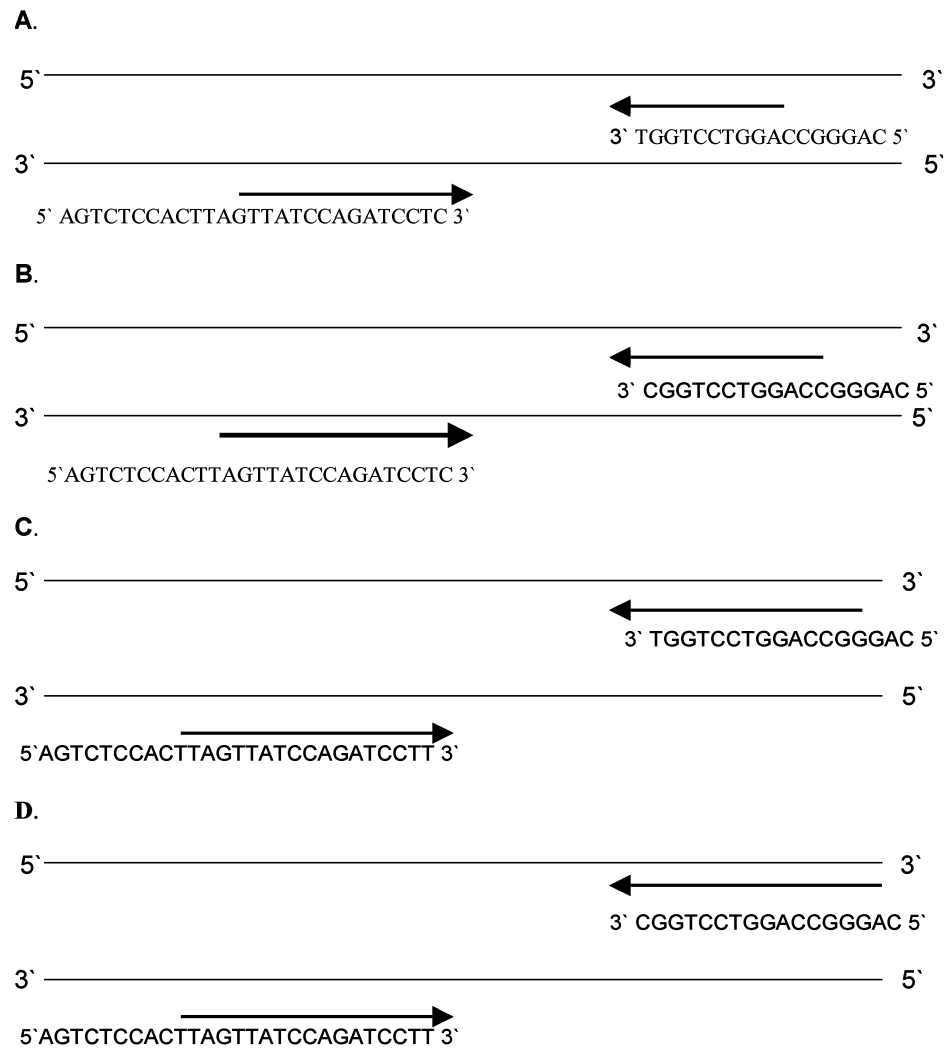 A.
5` 3`
3` TGGTCCTGGACCGGGAC 5`
3` 5`
5` AGTCTCCACTTAGTTATCCAGATCCTC 3`
B.
5` 3`
3` CGGTCCTGGACCGGGAC 5`
3` 5`
5`AGTCTCCACTTAGTTATCCAGATCCTC 3`
C.
5` 3`
3` TGGTCCTGGACCGGGAC 5`
3` 5`
5`AGTCTCCACTTAGTTATCCAGATCCTT 3`
D.
5` 3`
3` CGGTCCTGGACCGGGAC 5`
3` 5`
5`AGTCTCCACTTAGTTATCCAGATCCTT 3`